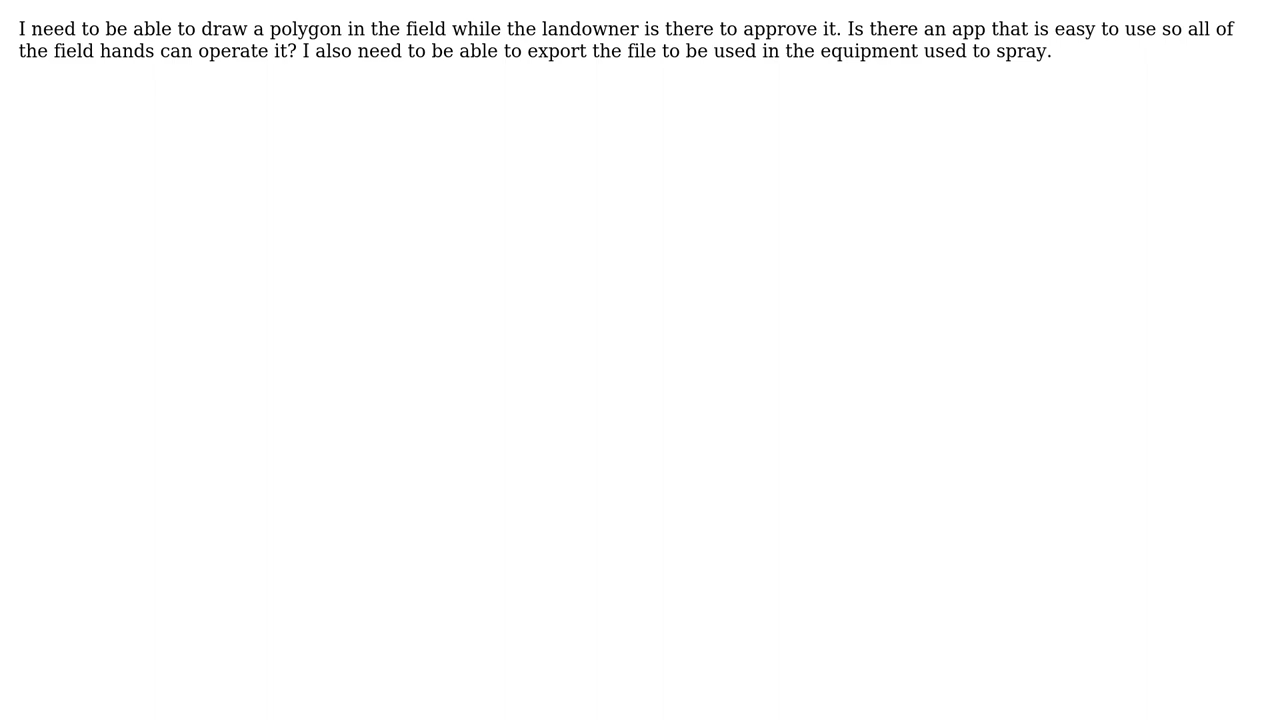 I need to be able to draw a polygon in the field while the landowner is there to approve it. Is there an app that is easy to use so all of
the field hands can operate it? I also need to be able to export the file to be used in the equipment used to spray.